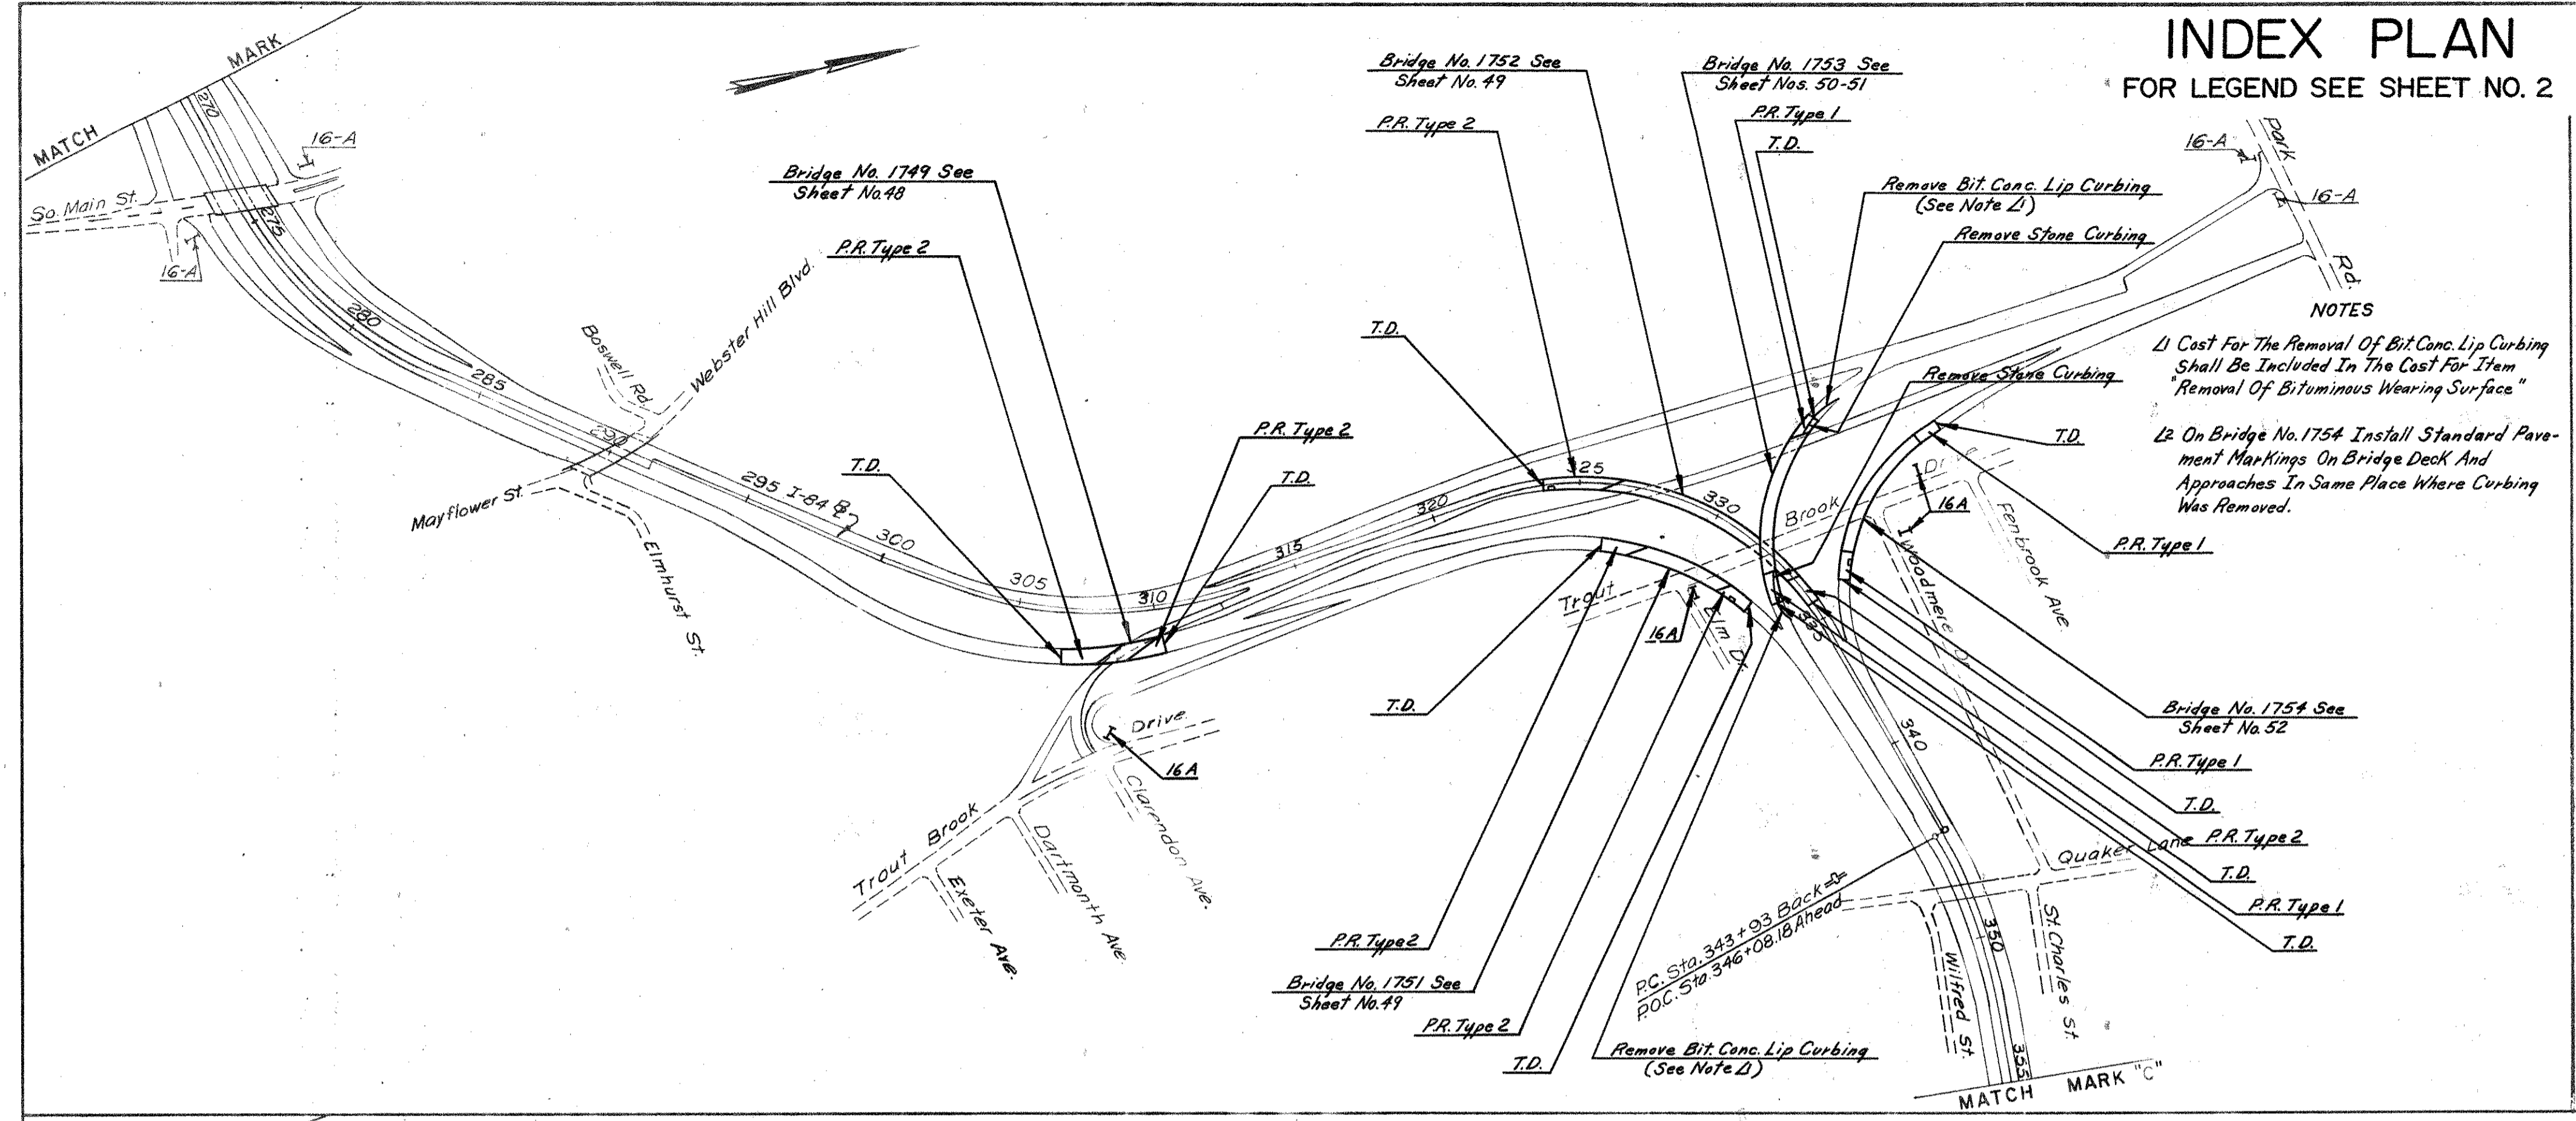 INDEX PLAN
FOR LEGEND SEE SHEET NO. 2
MATCH MARK
270
16-A
So. Main St.
275
16-A
280
285
Boswell Rd.
Webster Hill Blvd.
290
Mayflower St.
Elmhurst St.
295 I-84 B
300
305
310
315
320
325
330
335
340
350
355
Bridge No. 1749 See
Sheet No. 48
P.R. Type 2
T.D.
P.R. Type 2
T.D.
Bridge No. 1752 See
Sheet No. 49
P.R. Type 2
T.D.
Bridge No. 1753 See
Sheet Nos. 50-51
P.R. Type 1
T.D.
Remove Bit. Conc. Lip Curbing
(See Note 1)
Remove Stone Curbing
Remove Stone Curbing
Park Rd.
16-A
16-A
NOTES
1 Cost For The Removal Of Bit. Conc. Lip Curbing
Shall Be Included In The Cost For Item
"Removal Of Bituminous Wearing Surface"
2 On Bridge No. 1754 Install Standard Pave-
ment Markings On Bridge Deck And
Approaches In Same Place Where Curbing
Was Removed.
T.D.
P.R. Type 1
Trout Brook Drive
16A
Fenbrook Ave.
Woodmere Dr.
Elm Dr.
16A
Bridge No. 1754 See
Sheet No. 52
P.R. Type 1
T.D.
P.R. Type 2
T.D.
P.R. Type 1
T.D.
Quaker Lane
T.D.
P.R. Type 2
Bridge No. 1751 See
Sheet No. 49
P.R. Type 2
T.D.
Remove Bit. Conc. Lip Curbing
(See Note 1)
Trout Brook Drive
16A
Clarendon Ave.
Dartmonth Ave.
Exeter Ave.
P.C. Sta. 343+93 Back =
P.O.C. Sta. 346+08.18 Ahead
Wilfred St.
St. Charles St.
MATCH MARK "C"